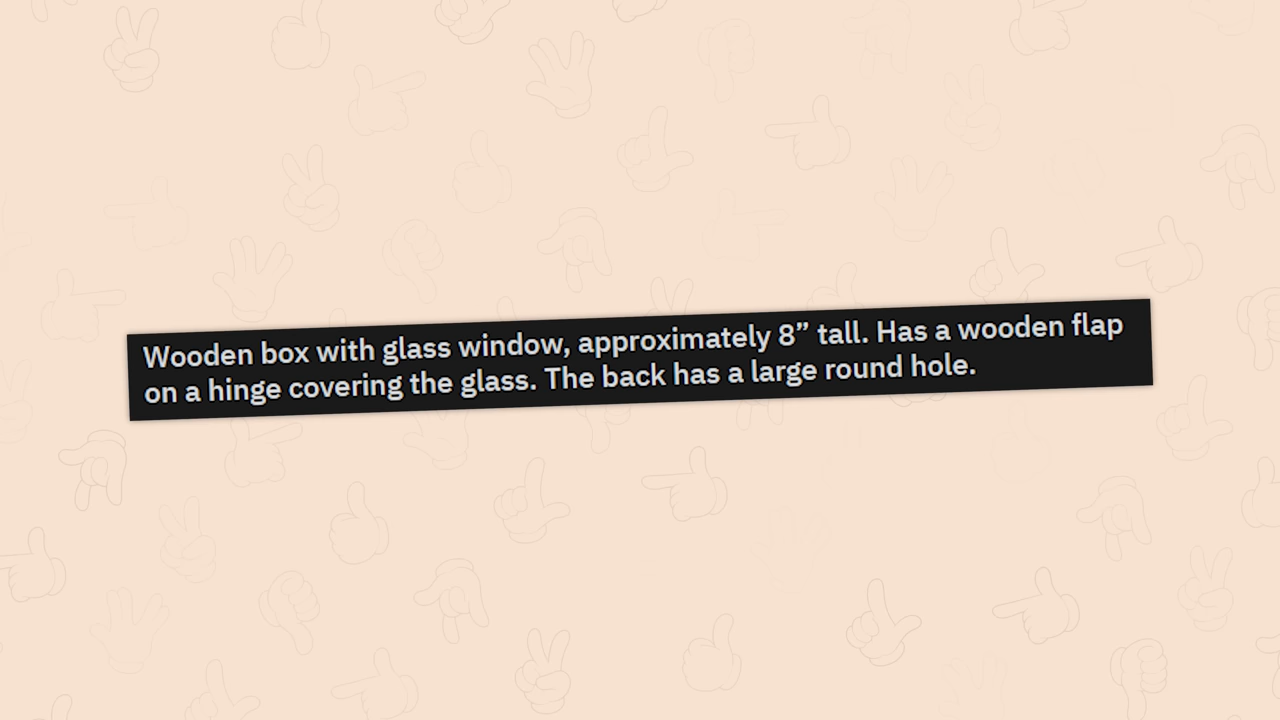 Wooden box with glass window, approximately 8” tall. Has a wooden flap
on a hinge covering the glass. The back has a large round hole.